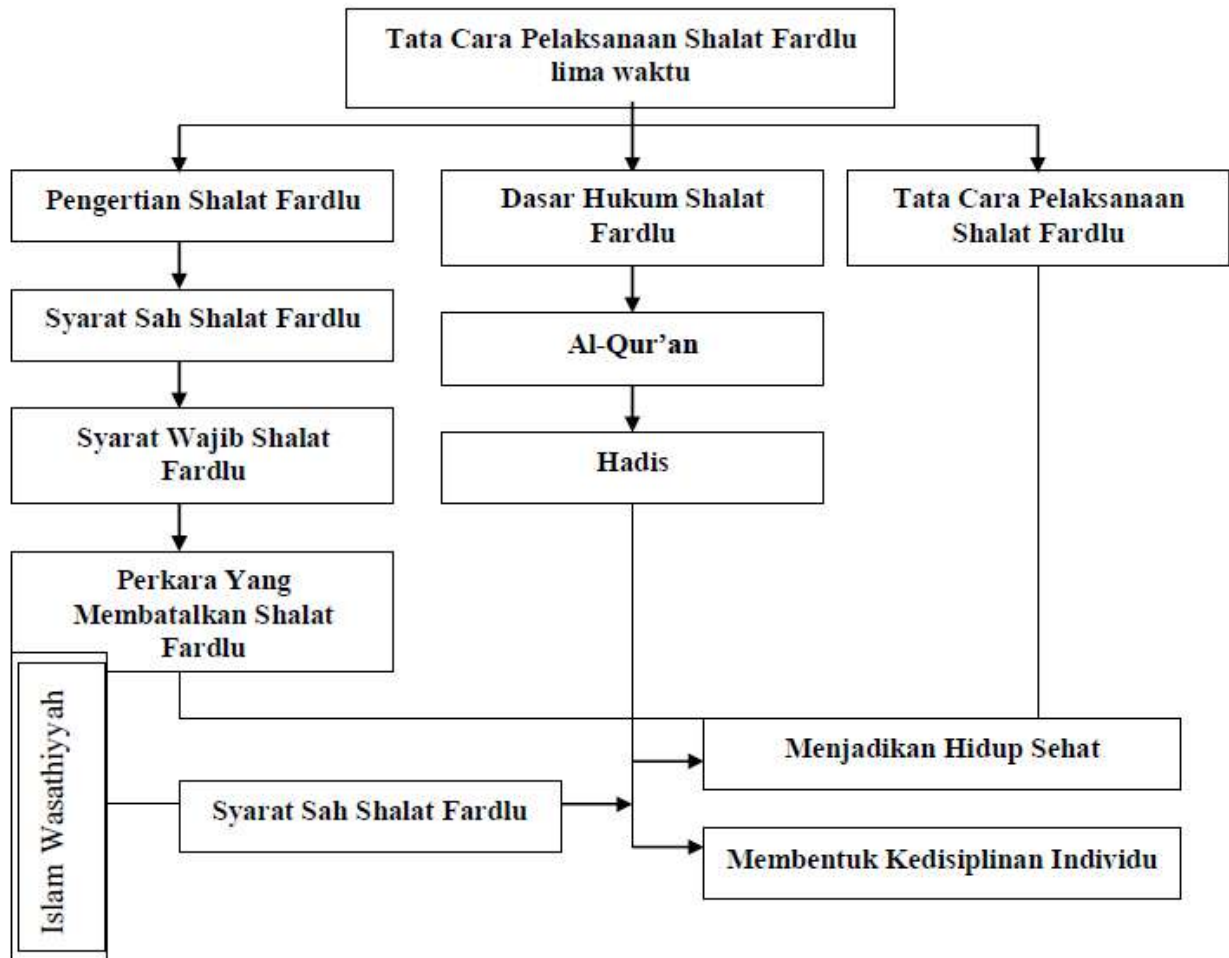 Tata Cara Pelaksanaan Shalat Fardlu
lima waktu
Pengertian Shalat Fardlu
Dasar Hukum Shalat
Fardlu
Tata Cara Pelaksanaan
Shalat Fardlu
Syarat Sah Shalat Fardlu
Al-Qur’an
Syarat Wajib Shalat
Fardlu
Hadis
Perkara Yang
Membatalkan Shalat
Fardlu
Islam Wasathiyyah
Menjadikan Hidup Sehat
Syarat Sah Shalat Fardlu
Membentuk Kedisiplinan Individu